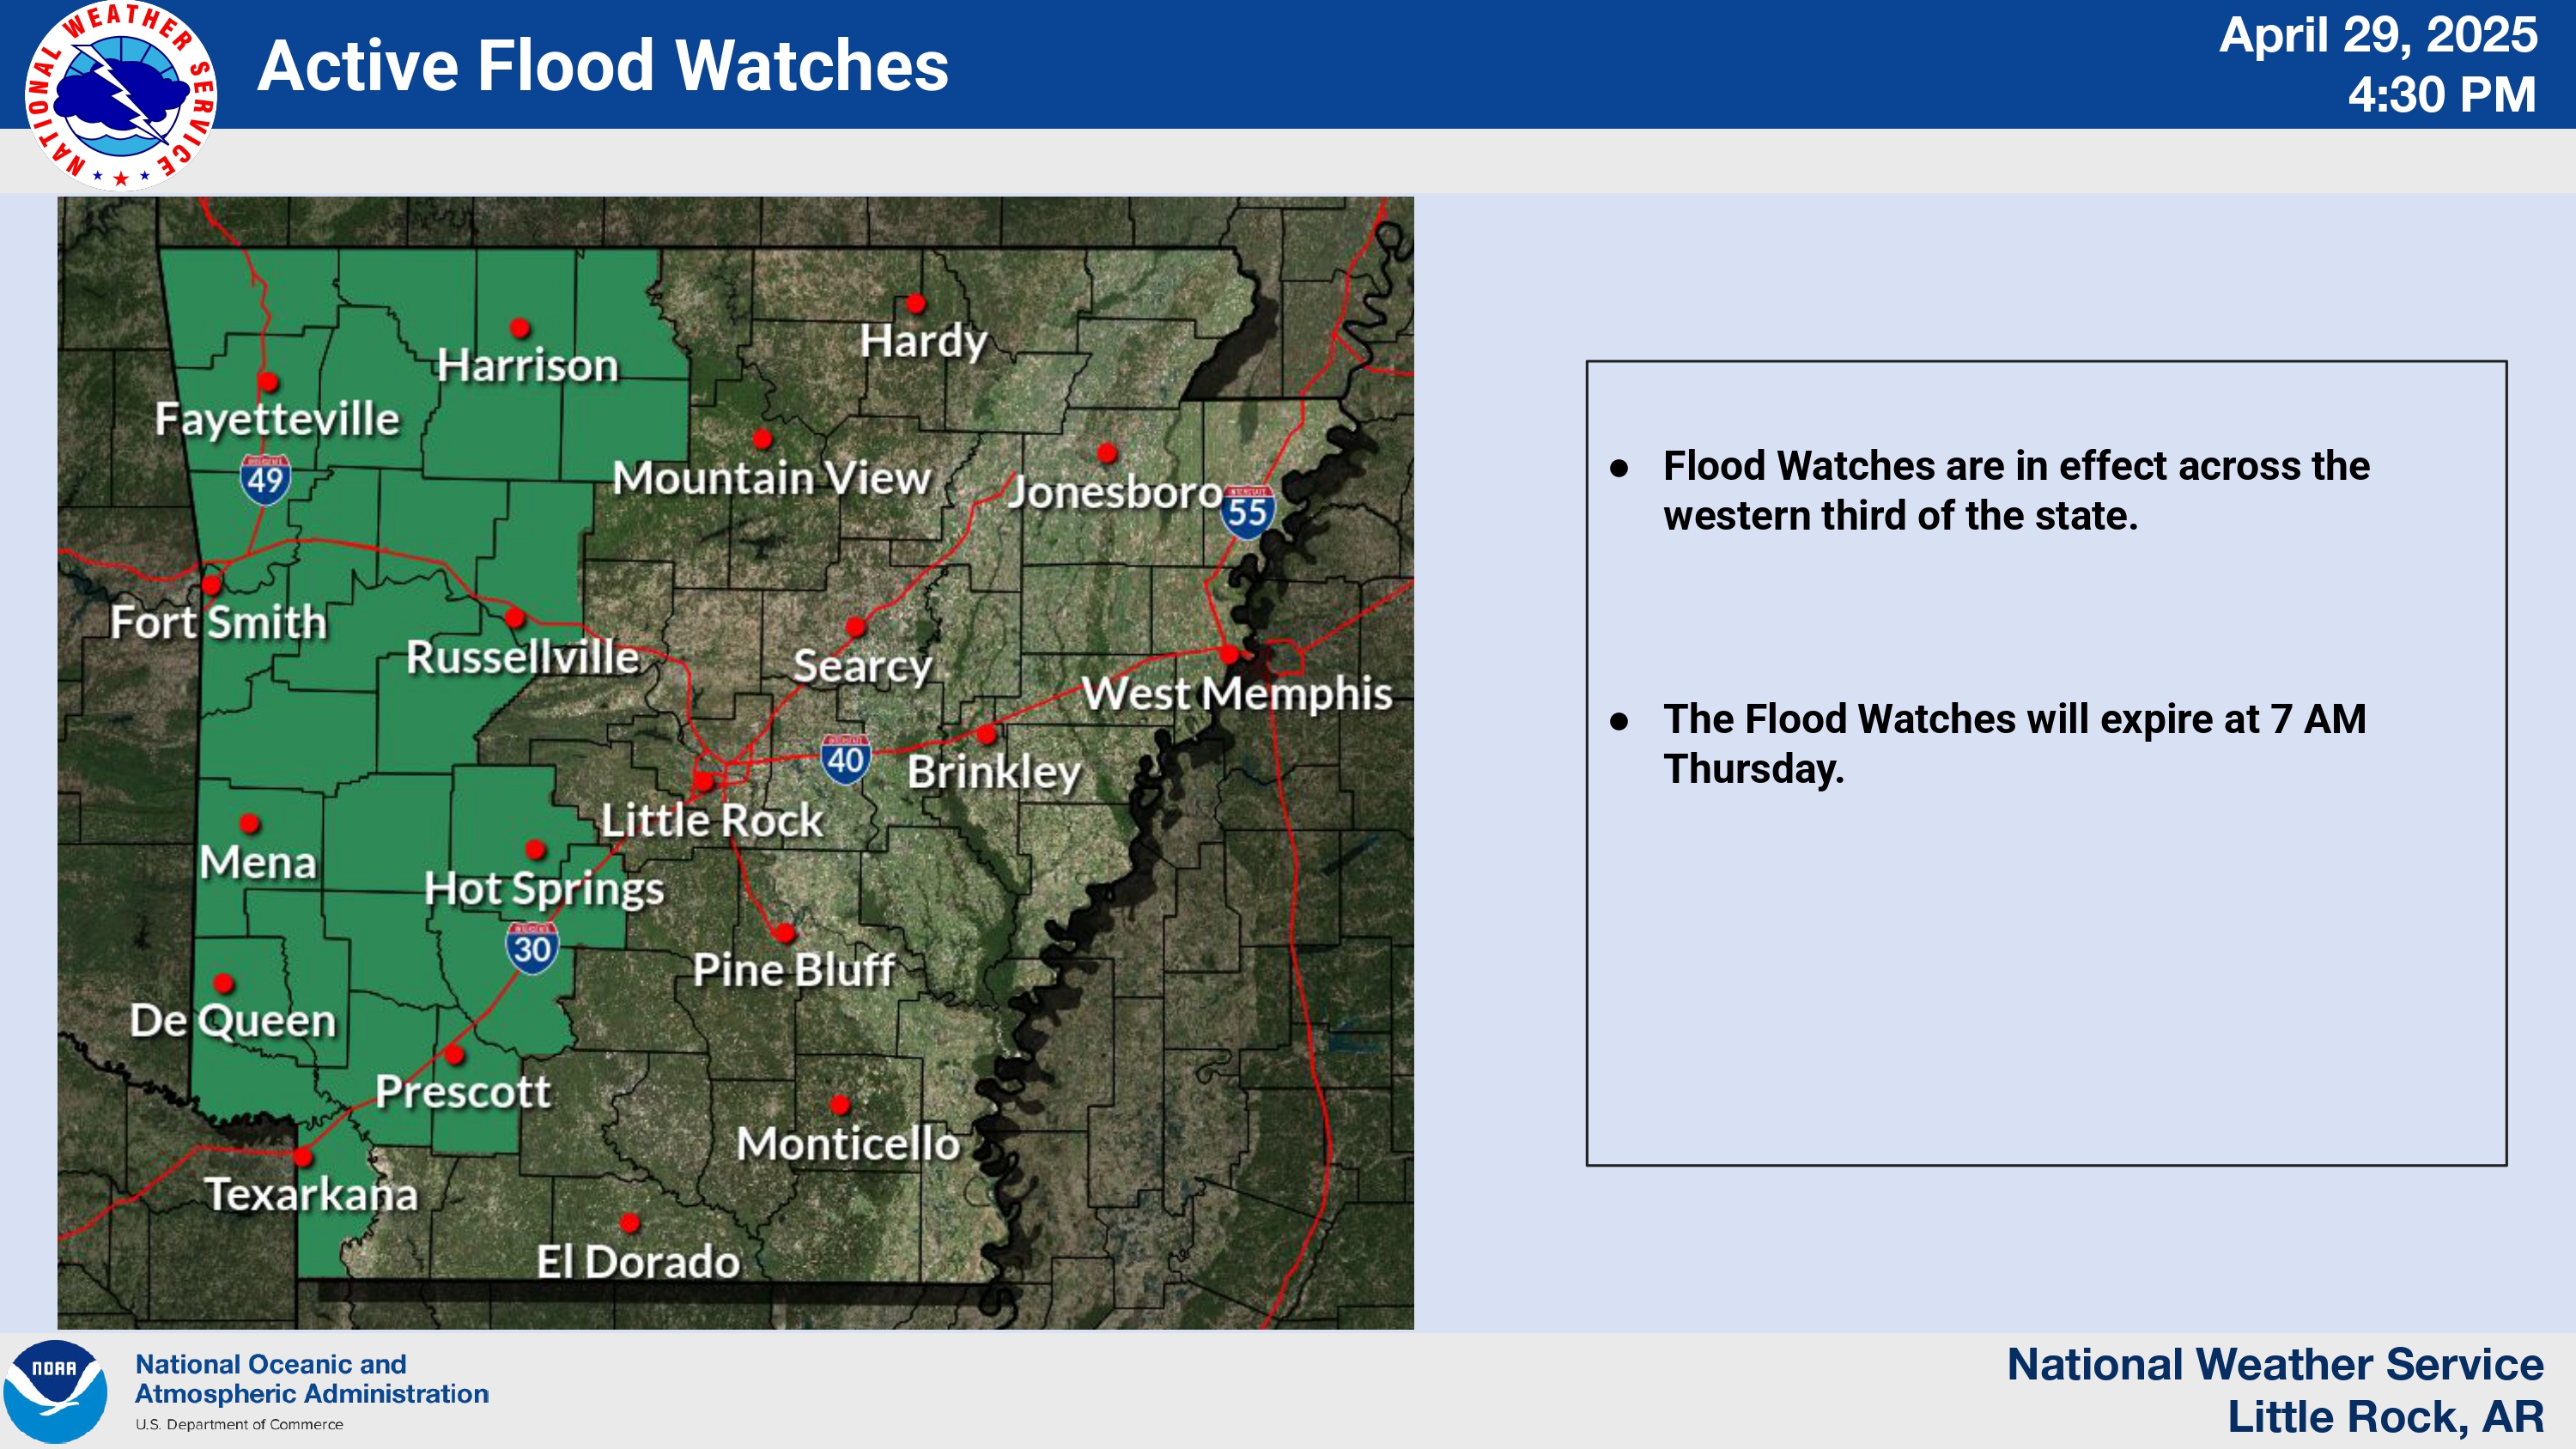 NATIONAL WEATHER SERVICE
Active Flood Watches
April 29, 2025
4:30 PM
Harrison
Hardy
Fayetteville
49
Mountain View
Jonesboro
INTERSTATE
55
Fort Smith
Russellville
Searcy
West Memphis
INTERSTATE
40
Brinkley
Little Rock
Mena
Hot Springs
INTERSTATE
30
Pine Bluff
De Queen
Prescott
Monticello
Texarkana
El Dorado
● Flood Watches are in effect across the
western third of the state.
● The Flood Watches will expire at 7 AM
Thursday.
NOAA
National Oceanic and
Atmospheric Administration
U.S. Department of Commerce
National Weather Service
Little Rock, AR